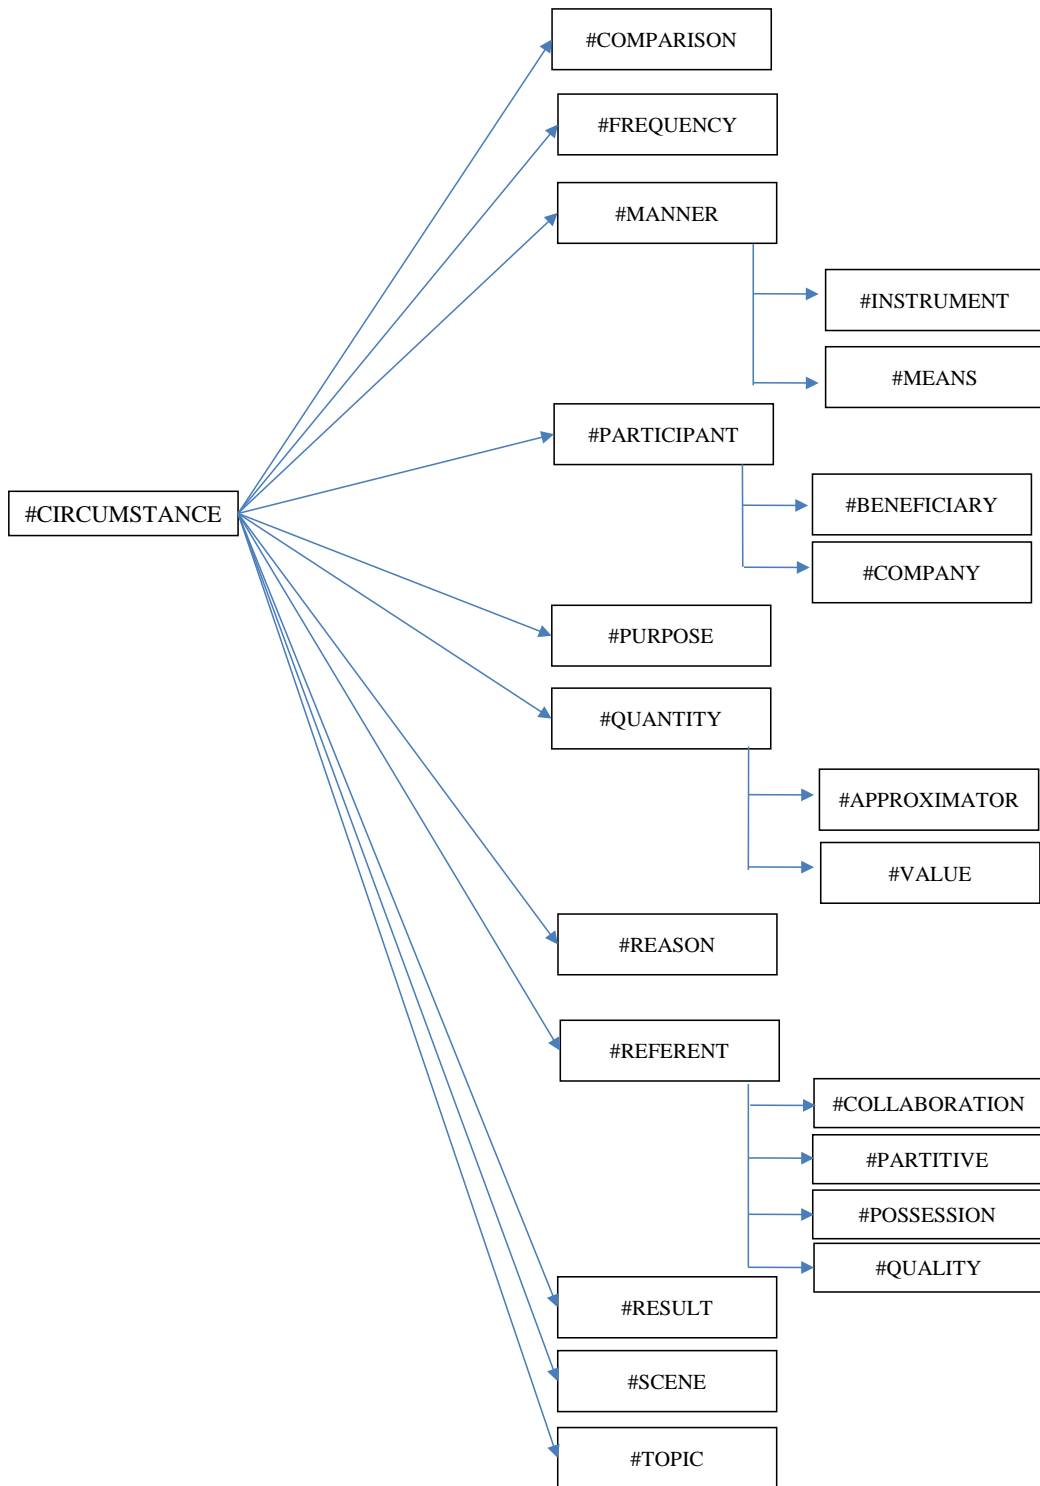 #COMPARISON
#FREQUENCY
#MANNER
#INSTRUMENT
#MEANS
#PARTICIPANT
#CIRCUMSTANCE
#BENEFICIARY
#COMPANY
#PURPOSE
#QUANTITY
#APPROXIMATOR
#VALUE
#REASON
#REFERENT
#COLLABORATION
#PARTITIVE
#POSSESSION
#QUALITY
#RESULT
#SCENE
#TOPIC